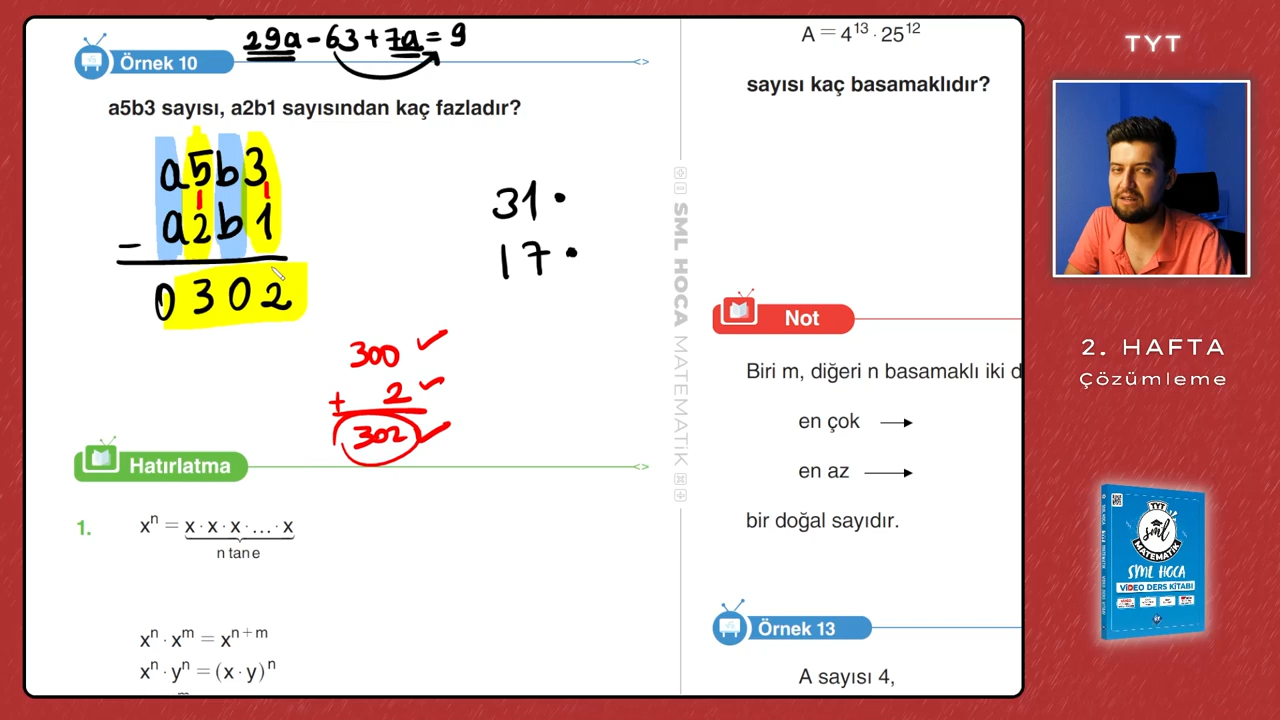 29a - 63 + 7a = 9
Örnek 10
a5b3 sayısı, a2b1 sayısından kaç fazladır?
a5b3
a2b1
-
0302
31•
17•
300
+ 2
302
Hatırlatma
1. xⁿ = x · x · x · ... · x
n tane
xⁿ · xᵐ = xⁿ⁺ᵐ
xⁿ · yⁿ = (x · y)ⁿ
SML HOCA MATEMATİK
A = 4¹³ · 25¹²
sayısı kaç basamaklıdır?
Not
Biri m, diğeri n basamaklı iki d
en çok →
en az →
bir doğal sayıdır.
Örnek 13
A sayısı 4,
TYT
2. HAFTA
Çözümleme
TYT
sml
MATEMATİK
SML HOCA
VİDEO DERS KİTABI